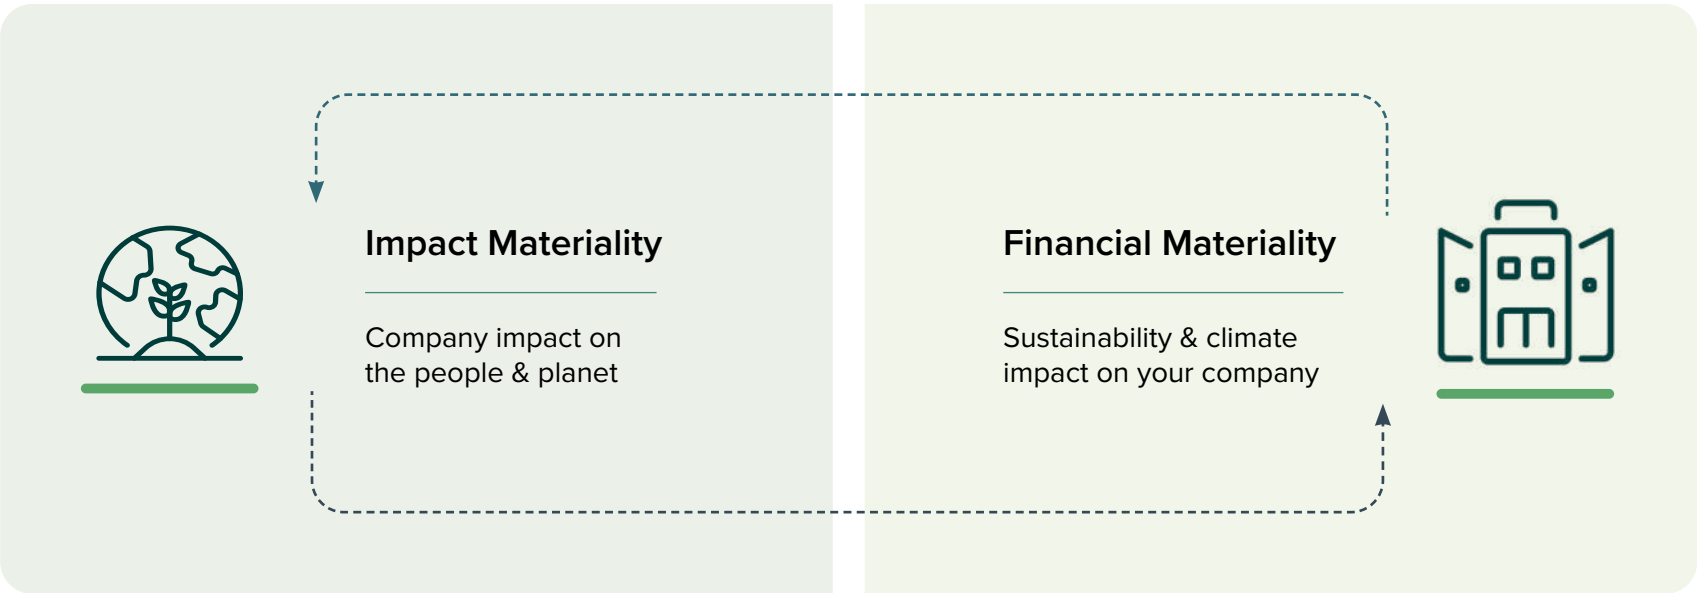 Impact Materiality
Company impact on
the people & planet
Financial Materiality
Sustainability & climate
impact on your company